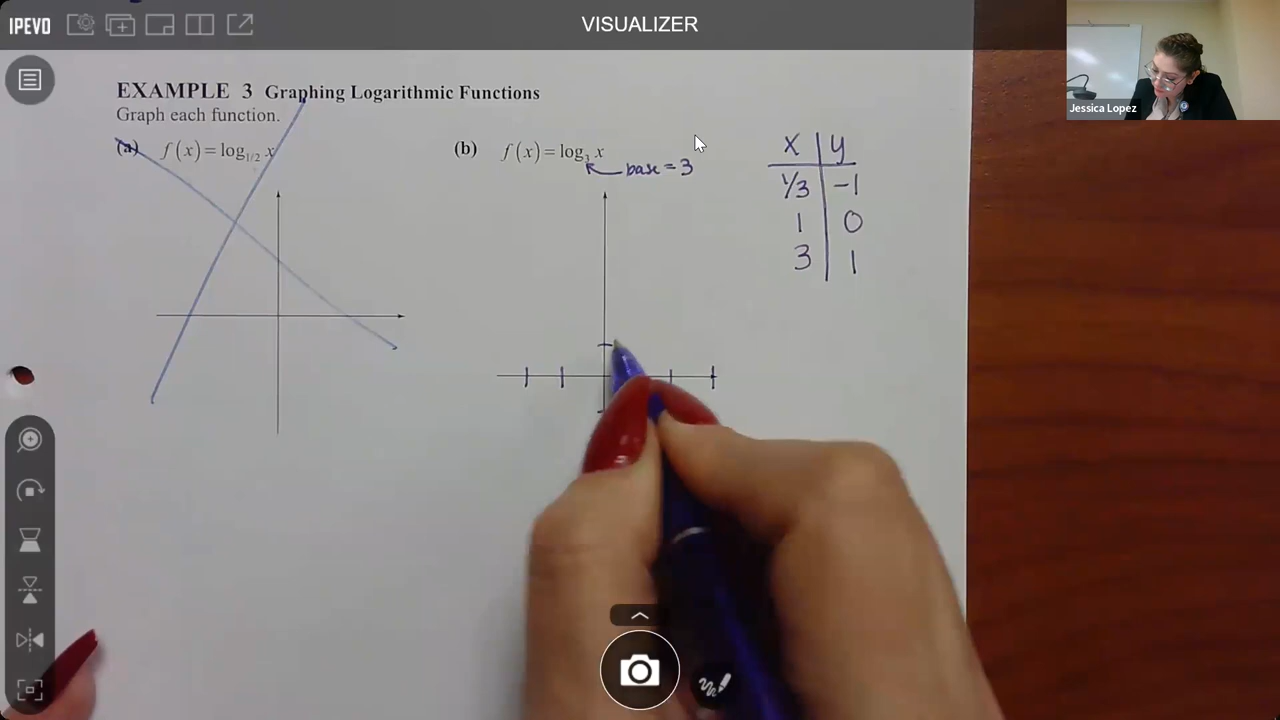 IPEVO
VISUALIZER
Jessica Lopez
EXAMPLE 3 Graphing Logarithmic Functions
Graph each function.
(a) f(x) = log1/2 x
(b) f(x) = log3 x
base = 3
x | y
1/3 | -1
1 | 0
3 | 1